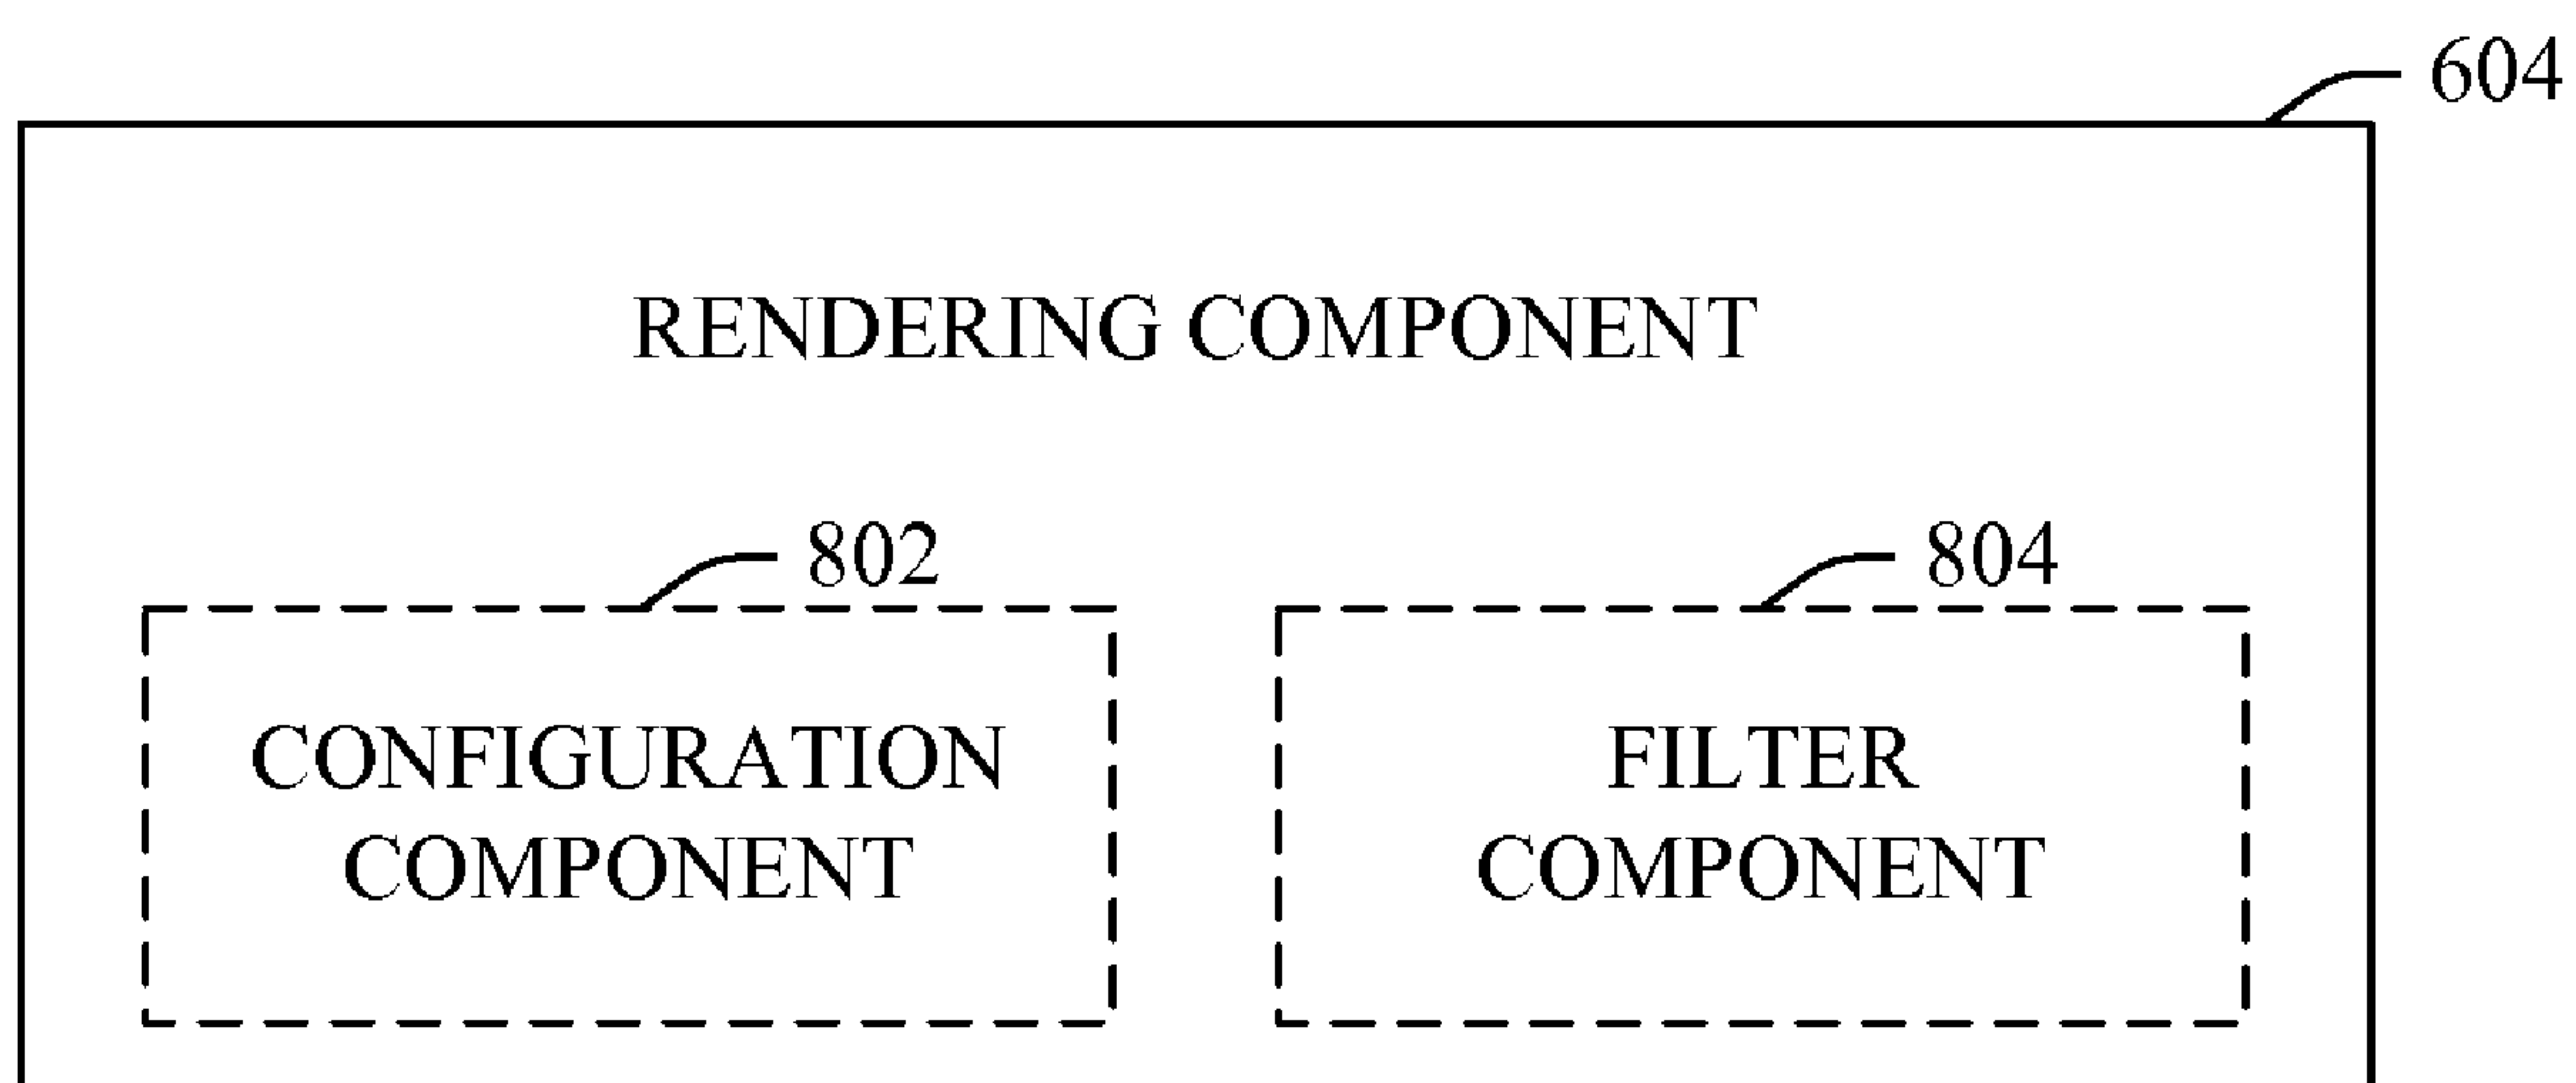 604
RENDERING COMPONENT
802
804
CONFIGURATION
COMPONENT
FILTER
COMPONENT